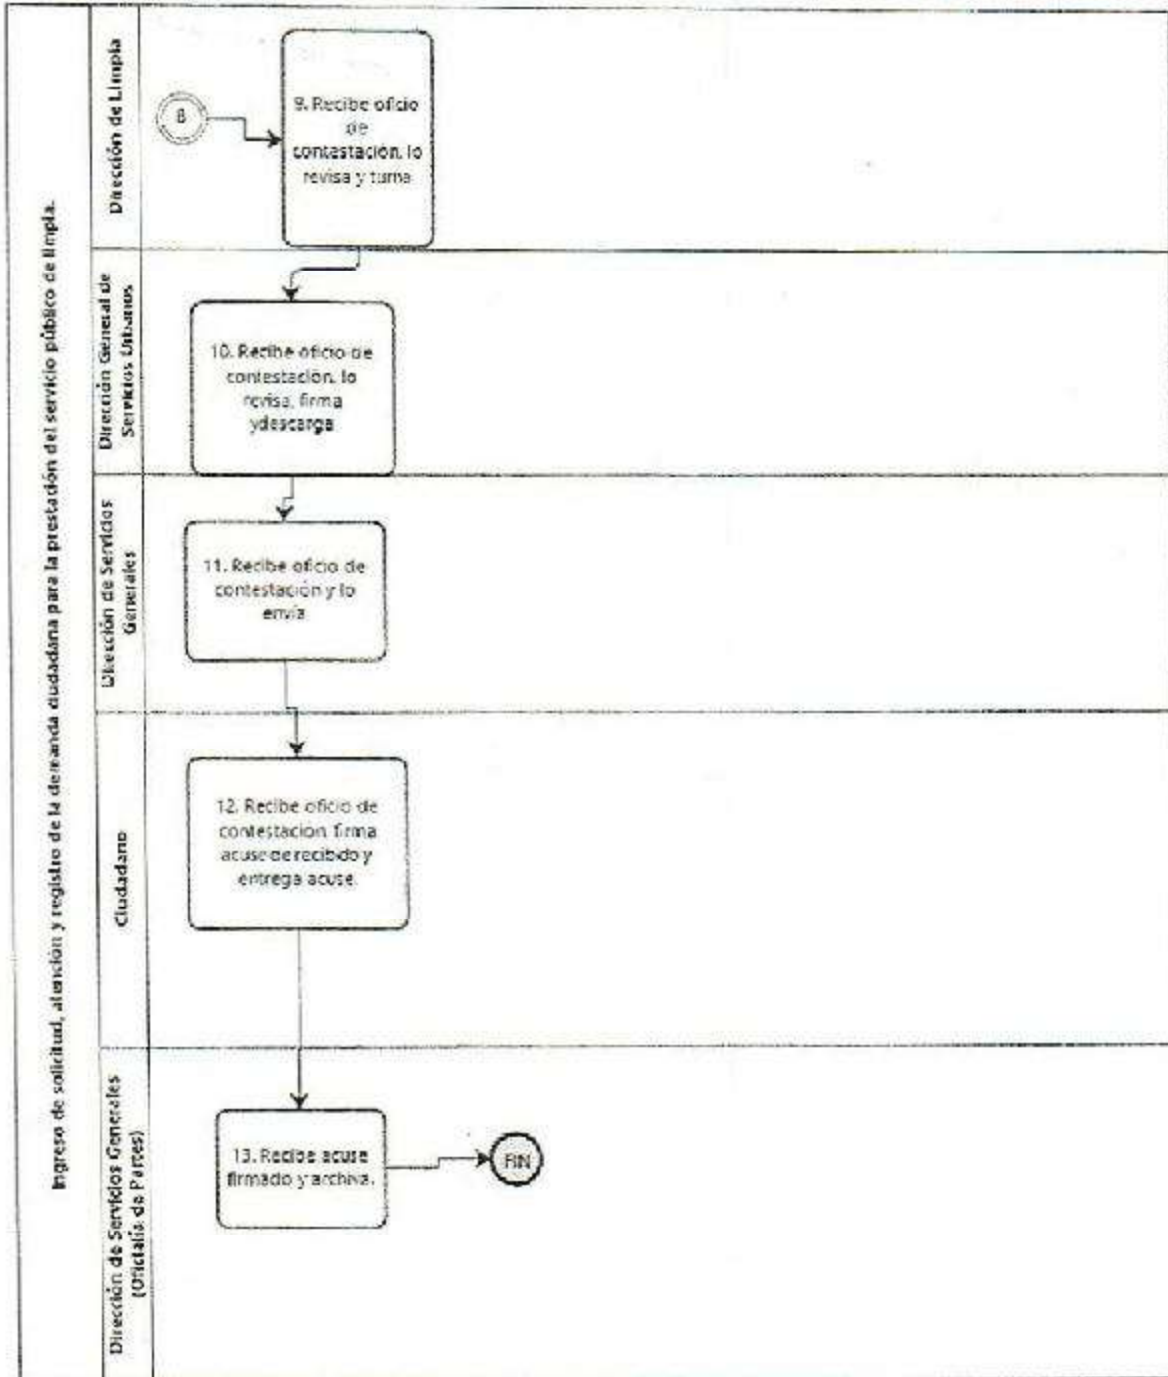 Ingreso de solicitud, atención y registro de la demanda ciudadana para la prestación del servicio público de limpia.
Dirección de Limpia
B
9. Recibe oficio
de
contestación, lo
revisa y turna
Dirección General de
Servicios Urbanos
10. Recibe oficio de
contestación, lo
revisa, firma
ydescarga
Dirección de Servicios
Generales
11. Recibe oficio de
contestación y lo
envía
Ciudadano
12. Recibe oficio de
contestación, firma
acuse de recibido y
entrega acuse.
Dirección de Servicios Generales
(Oficialía de Partes)
13. Recibe acuse
firmado y archiva.
FIN